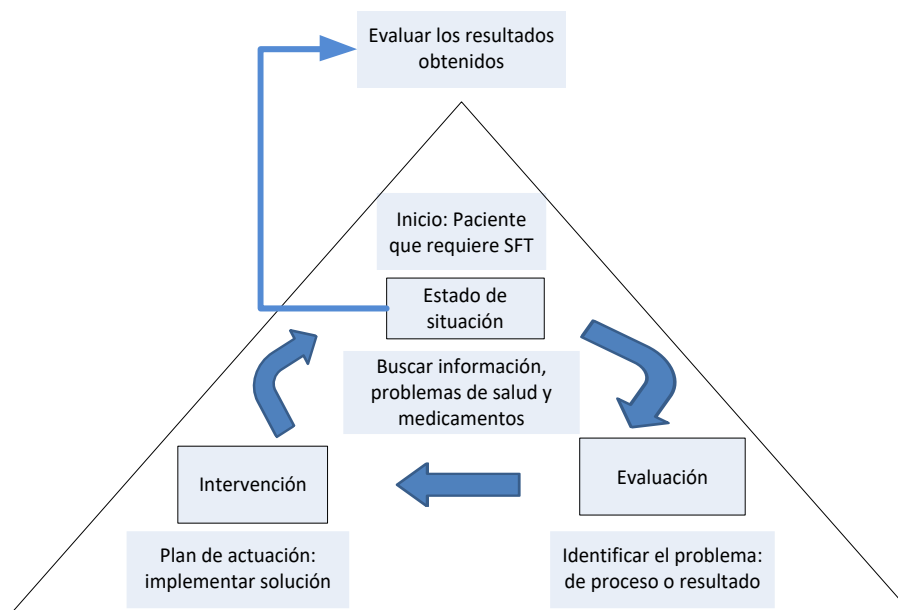 Evaluar los resultados
obtenidos
Inicio: Paciente
que requiere SFT
Estado de
situación
Buscar información,
problemas de salud y
medicamentos
Intervención
Evaluación
Plan de actuación:
implementar solución
Identificar el problema:
de proceso o resultado